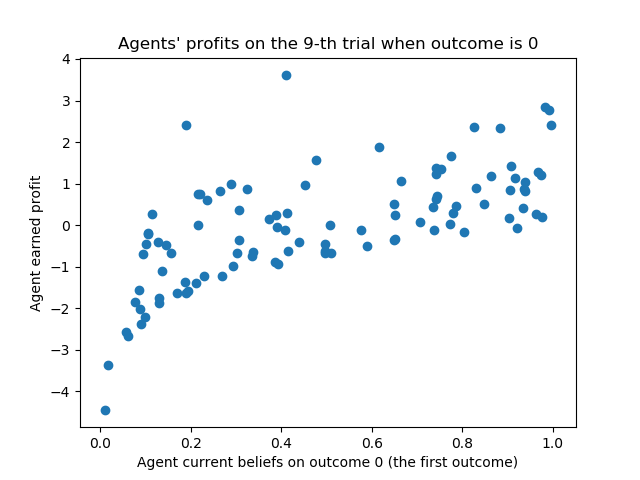 Agents' profits on the 9-th trial when outcome is 0
4
3
2
1
0
−1
−2
−3
−4
Agent earned profit
0.0 0.2 0.4 0.6 0.8 1.0
Agent current beliefs on outcome 0 (the first outcome)